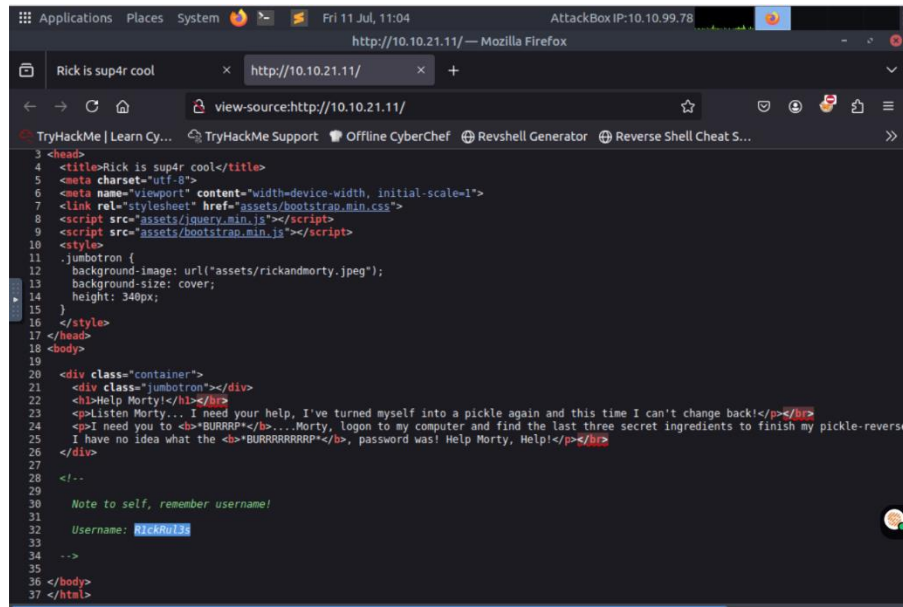 Applications Places System Fri 11 Jul, 11:04 AttackBox IP:10.10.99.78
http://10.10.21.11/ — Mozilla Firefox
Rick is sup4r cool × http://10.10.21.11/ × +
view-source:http://10.10.21.11/
TryHackMe | Learn Cy... TryHackMe Support Offline CyberChef Revshell Generator Reverse Shell Cheat S... »
3 <head>
4 <title>Rick is sup4r cool</title>
5 <meta charset="utf-8">
6 <meta name="viewport" content="width=device-width, initial-scale=1">
7 <link rel="stylesheet" href="assets/bootstrap.min.css">
8 <script src="assets/jquery.min.js"></script>
9 <script src="assets/bootstrap.min.js"></script>
10 <style>
11 .jumbotron {
12 background-image: url("assets/rickandmorty.jpeg");
13 background-size: cover;
14 height: 340px;
15 }
16 </style>
17 </head>
18 <body>
19
20 <div class="container">
21 <div class="jumbotron"></div>
22 <h1>Help Morty!</h1></br>
23 <p>Listen Morty... I need your help, I've turned myself into a pickle again and this time I can't change back!</p></br>
24 <p>I need you to <b>*BURRRP*</b>....Morty, logon to my computer and find the last three secret ingredients to finish my pickle-reverse
25 I have no idea what the <b>*BURRRRRRRRP*</b>, password was! Help Morty, Help!</p></br>
26 </div>
27
28 <!--
29
30 Note to self, remember username!
31
32 Username: R1ckRul3s
33
34 -->
35
36 </body>
37 </html>